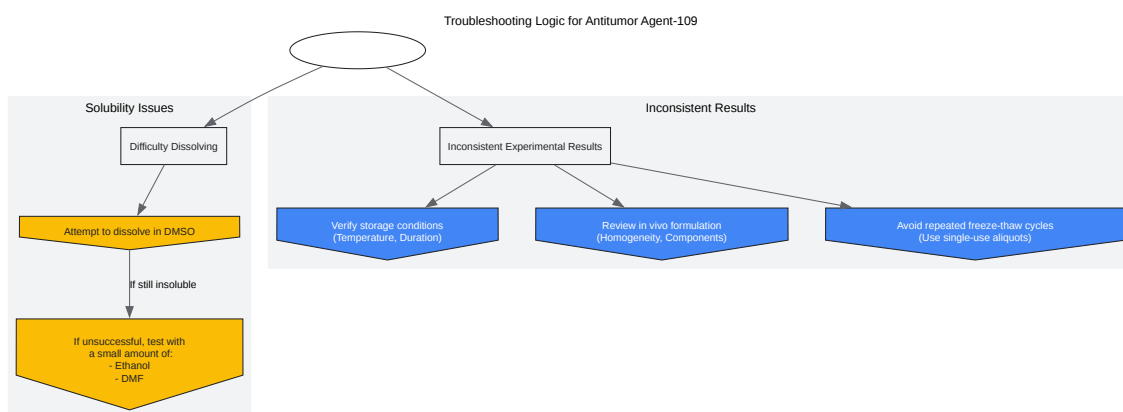 Troubleshooting Logic for Antitumor Agent-109
Solubility Issues
Difficulty Dissolving
Attempt to dissolve in DMSO
If still insoluble
If unsuccessful, test with
a small amount of:
- Ethanol
- DMF
Inconsistent Results
Inconsistent Experimental Results
Verify storage conditions
(Temperature, Duration)
Review in vivo formulation
(Homogeneity, Components)
Avoid repeated freeze-thaw cycles
(Use single-use aliquots)